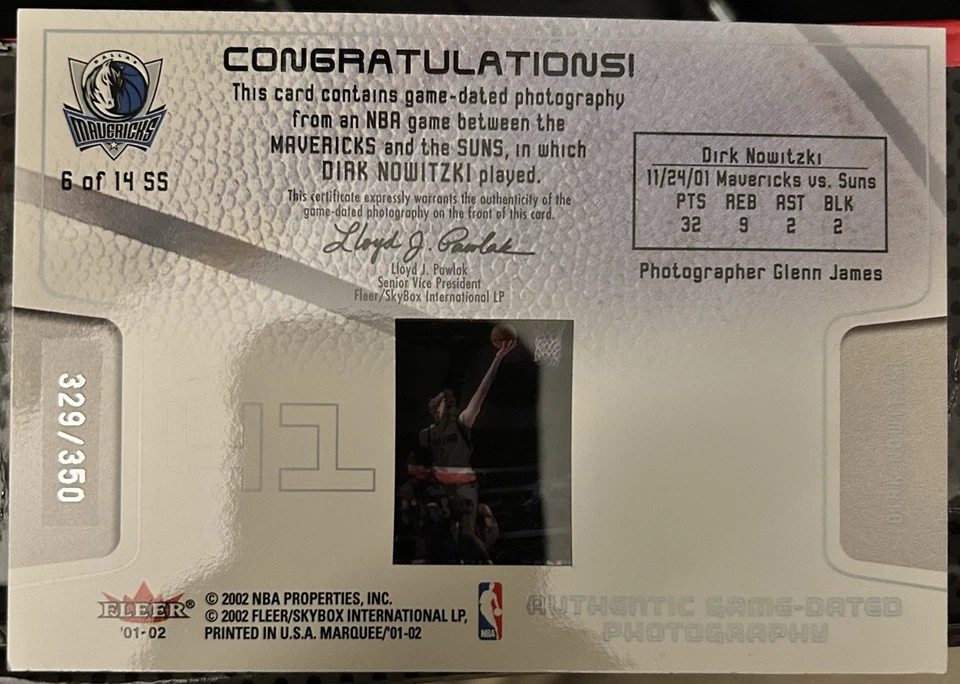 DALLAS
MAVERICKS
6 of 14 SS
CONGRATULATIONS!
This card contains game-dated photography
from an NBA game between the
MAVERICKS and the SUNS, in which
DIRK NOWITZKI played.
This certificate expressly warrants the authenticity of the
game-dated photography on the front of this card.
Lloyd J. Pawlak
Lloyd J. Pawlak
Senior Vice President
Fleer/SkyBox International LP
Dirk Nowitzki
11/24/01 Mavericks vs. Suns
PTS REB AST BLK
32 9 2 2
Photographer Glenn James
329/350
41
DIRK NOWITZKI
FLEER®
'01-02
© 2002 NBA PROPERTIES, INC.
© 2002 FLEER/SKYBOX INTERNATIONAL LP,
PRINTED IN U.S.A. MARQUEE/'01-02
NBA
AUTHENTIC GAME-DATED
PHOTOGRAPHY